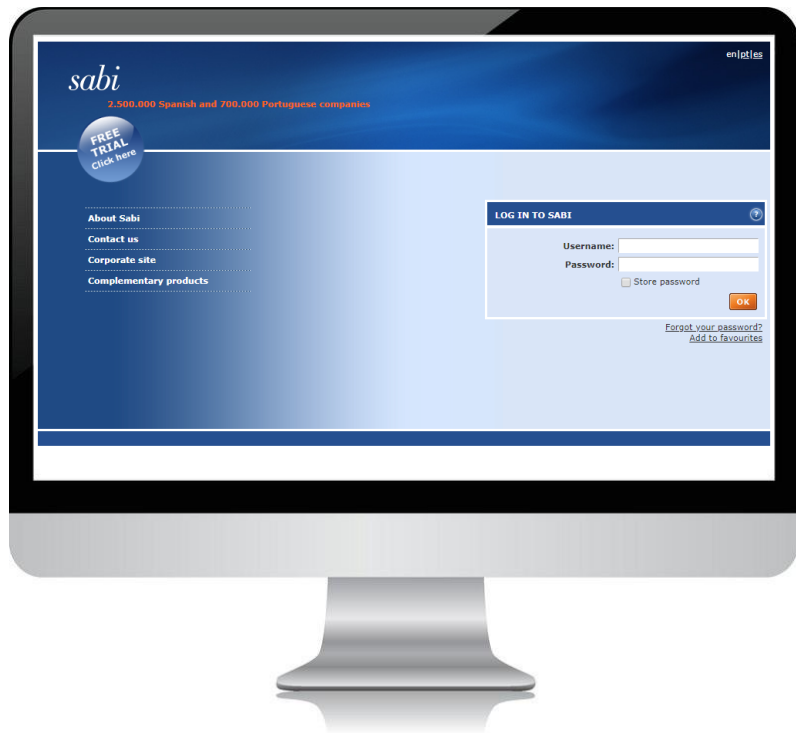 en|pt|es
sabi
2.500.000 Spanish and 700.000 Portuguese companies
FREE
TRIAL
Click here
About Sabi
Contact us
Corporate site
Complementary products
LOG IN TO SABI ?
Username:
Password:
Store password
OK
Forgot your password?
Add to favourites